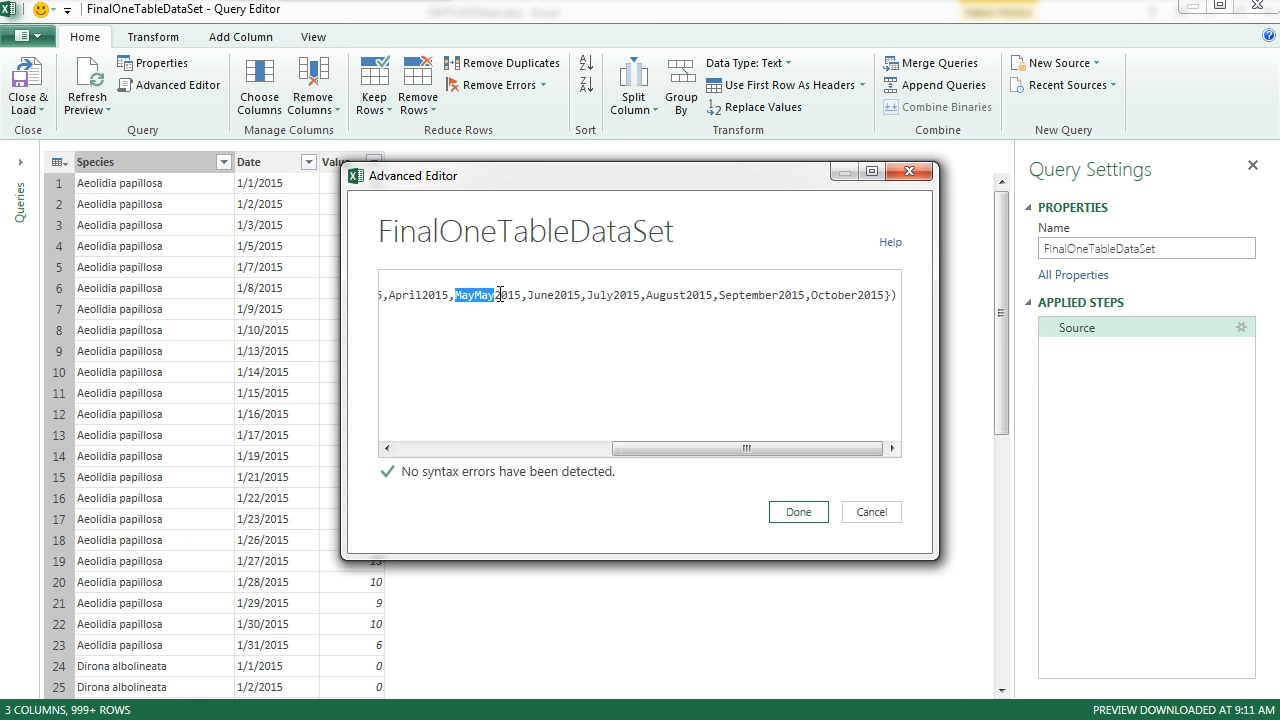 FinalOneTableDataSet - Query Editor
Home Transform Add Column View
Close & Load
Close
Refresh Preview
Properties
Advanced Editor
Query
Choose Columns
Remove Columns
Manage Columns
Keep Rows
Remove Rows
Remove Duplicates
Remove Errors
Reduce Rows
Sort
Split Column
Group By
Data Type: Text
Use First Row As Headers
Replace Values
Transform
Merge Queries
Append Queries
Combine Binaries
Combine
New Source
Recent Sources
New Query
Queries
Species Date
1 Aeolidia papillosa 1/1/2015
2 Aeolidia papillosa 1/2/2015
3 Aeolidia papillosa 1/3/2015
4 Aeolidia papillosa 1/5/2015
5 Aeolidia papillosa 1/7/2015
6 Aeolidia papillosa 1/8/2015
7 Aeolidia papillosa 1/9/2015
8 Aeolidia papillosa 1/10/2015
9 Aeolidia papillosa 1/13/2015
10 Aeolidia papillosa 1/14/2015
11 Aeolidia papillosa 1/15/2015
12 Aeolidia papillosa 1/16/2015
13 Aeolidia papillosa 1/17/2015
14 Aeolidia papillosa 1/19/2015
15 Aeolidia papillosa 1/21/2015
16 Aeolidia papillosa 1/22/2015
17 Aeolidia papillosa 1/23/2015
18 Aeolidia papillosa 1/26/2015
19 Aeolidia papillosa 1/27/2015
20 Aeolidia papillosa 1/28/2015 10
21 Aeolidia papillosa 1/29/2015 9
22 Aeolidia papillosa 1/30/2015 10
23 Aeolidia papillosa 1/31/2015 6
24 Dirona albolineata 1/1/2015 0
25 Dirona albolineata 1/2/2015 0
Advanced Editor
FinalOneTableDataSet
Help
,April2015,MayMay2015,June2015,July2015,August2015,September2015,October2015})
No syntax errors have been detected.
Done Cancel
Query Settings
PROPERTIES
Name
FinalOneTableDataSet
All Properties
APPLIED STEPS
Source
3 COLUMNS, 999+ ROWS
PREVIEW DOWNLOADED AT 9:11 AM